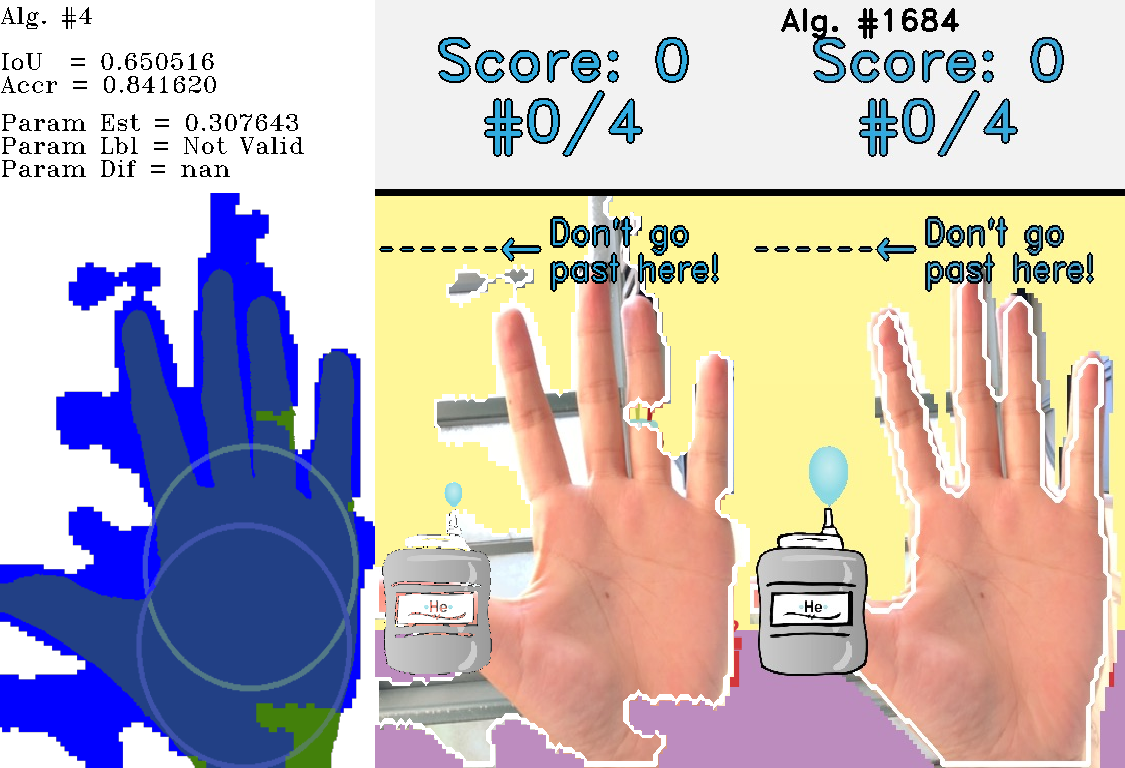 Alg. #4
IoU = 0.650516
Accr = 0.841620
Param Est = 0.307643
Param Lbl = Not Valid
Param Dif = nan
Score: 0
#0/4
Don't go
past here!
He
Alg. #1684
Score: 0
#0/4
Don't go
past here!
He